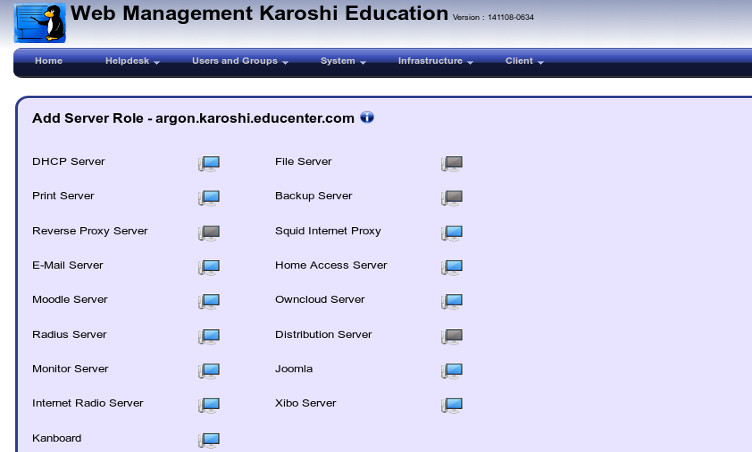 Web Management Karoshi Education Version : 141108-0634
Home Helpdesk Users and Groups System Infrastructure Client
Add Server Role - argon.karoshi.educenter.com
DHCP Server File Server
Print Server Backup Server
Reverse Proxy Server Squid Internet Proxy
E-Mail Server Home Access Server
Moodle Server Owncloud Server
Radius Server Distribution Server
Monitor Server Joomla
Internet Radio Server Xibo Server
Kanboard